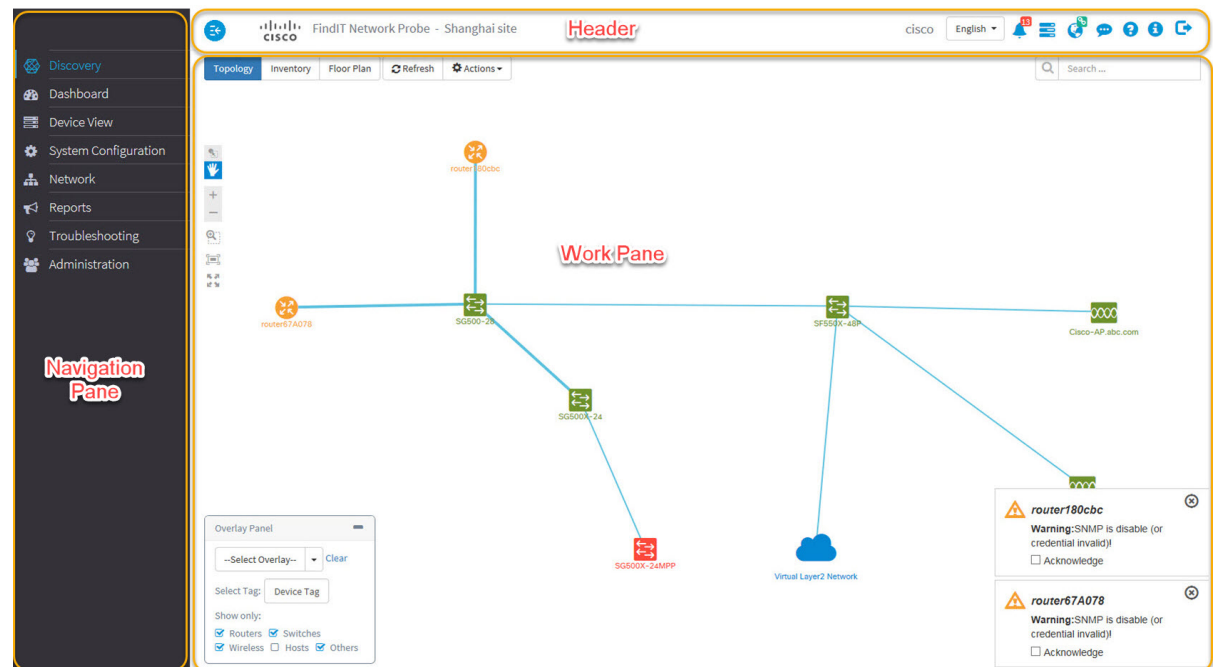 cisco FindIT Network Probe - Shanghai site
Header
cisco English 13
Discovery
Dashboard
Device View
System Configuration
Network
Reports
Troubleshooting
Administration
Navigation
Pane
Topology Inventory Floor Plan Refresh Actions
Search ...
router180cbc
Work Pane
router67A078
SG500-28
SF550X-48P
Cisco-AP.abc.com
SG500X-24
SG500X-24MPP
Virtual Layer2 Network
Overlay Panel
--Select Overlay-- Clear
Select Tag: Device Tag
Show only:
Routers Switches
Wireless Hosts Others
router180cbc
Warning:SNMP is disable (or
credential invalid)!
Acknowledge
router67A078
Warning:SNMP is disable (or
credential invalid)!
Acknowledge